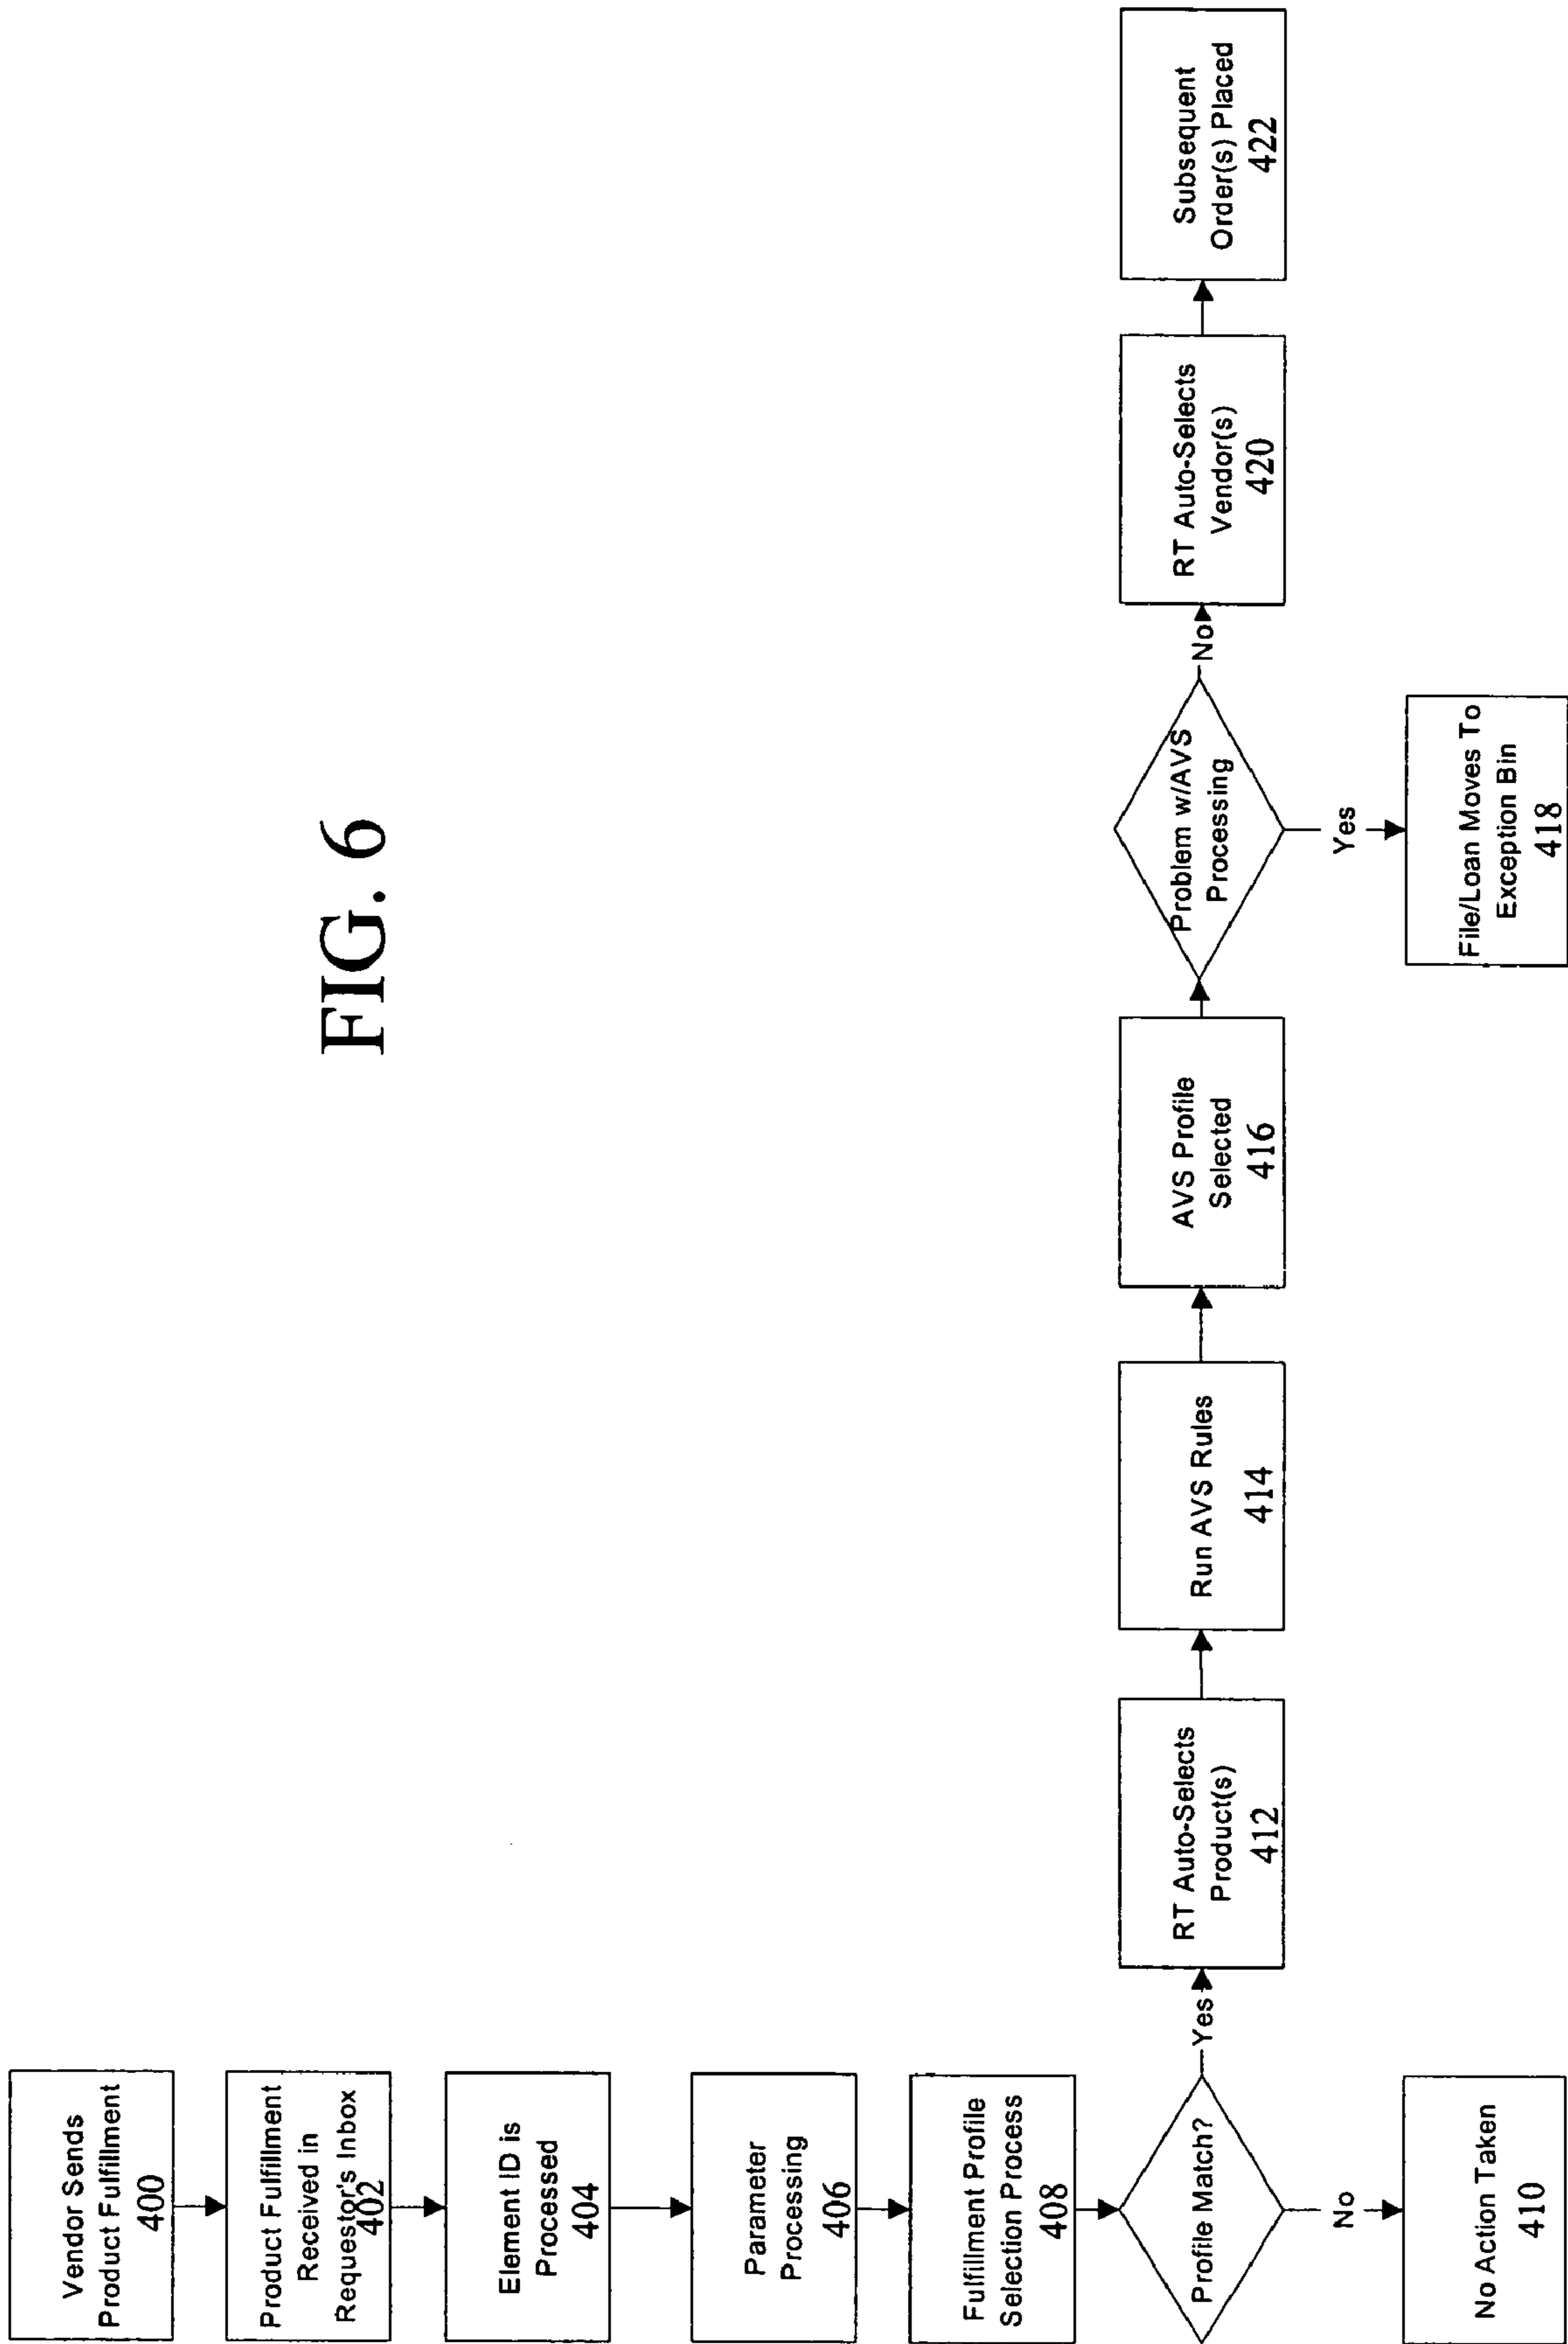 FIG. 6
Vendor Sends
Product Fulfillment
400
Product Fulfillment
Received in
Requestor's Inbox
402
Element ID is
Processed
404
Parameter
Processing
406
Fulfillment Profile
Selection Process
408
Profile Match?
No
No Action Taken
410
Yes
RT Auto-Selects
Product(s)
412
Run AVS Rules
414
AVS Profile
Selected
416
Problem w/AVS
Processing
Yes
File/Loan Moves To
Exception Bin
418
No
RT Auto-Selects
Vendor(s)
420
Subsequent
Order(s) Placed
422